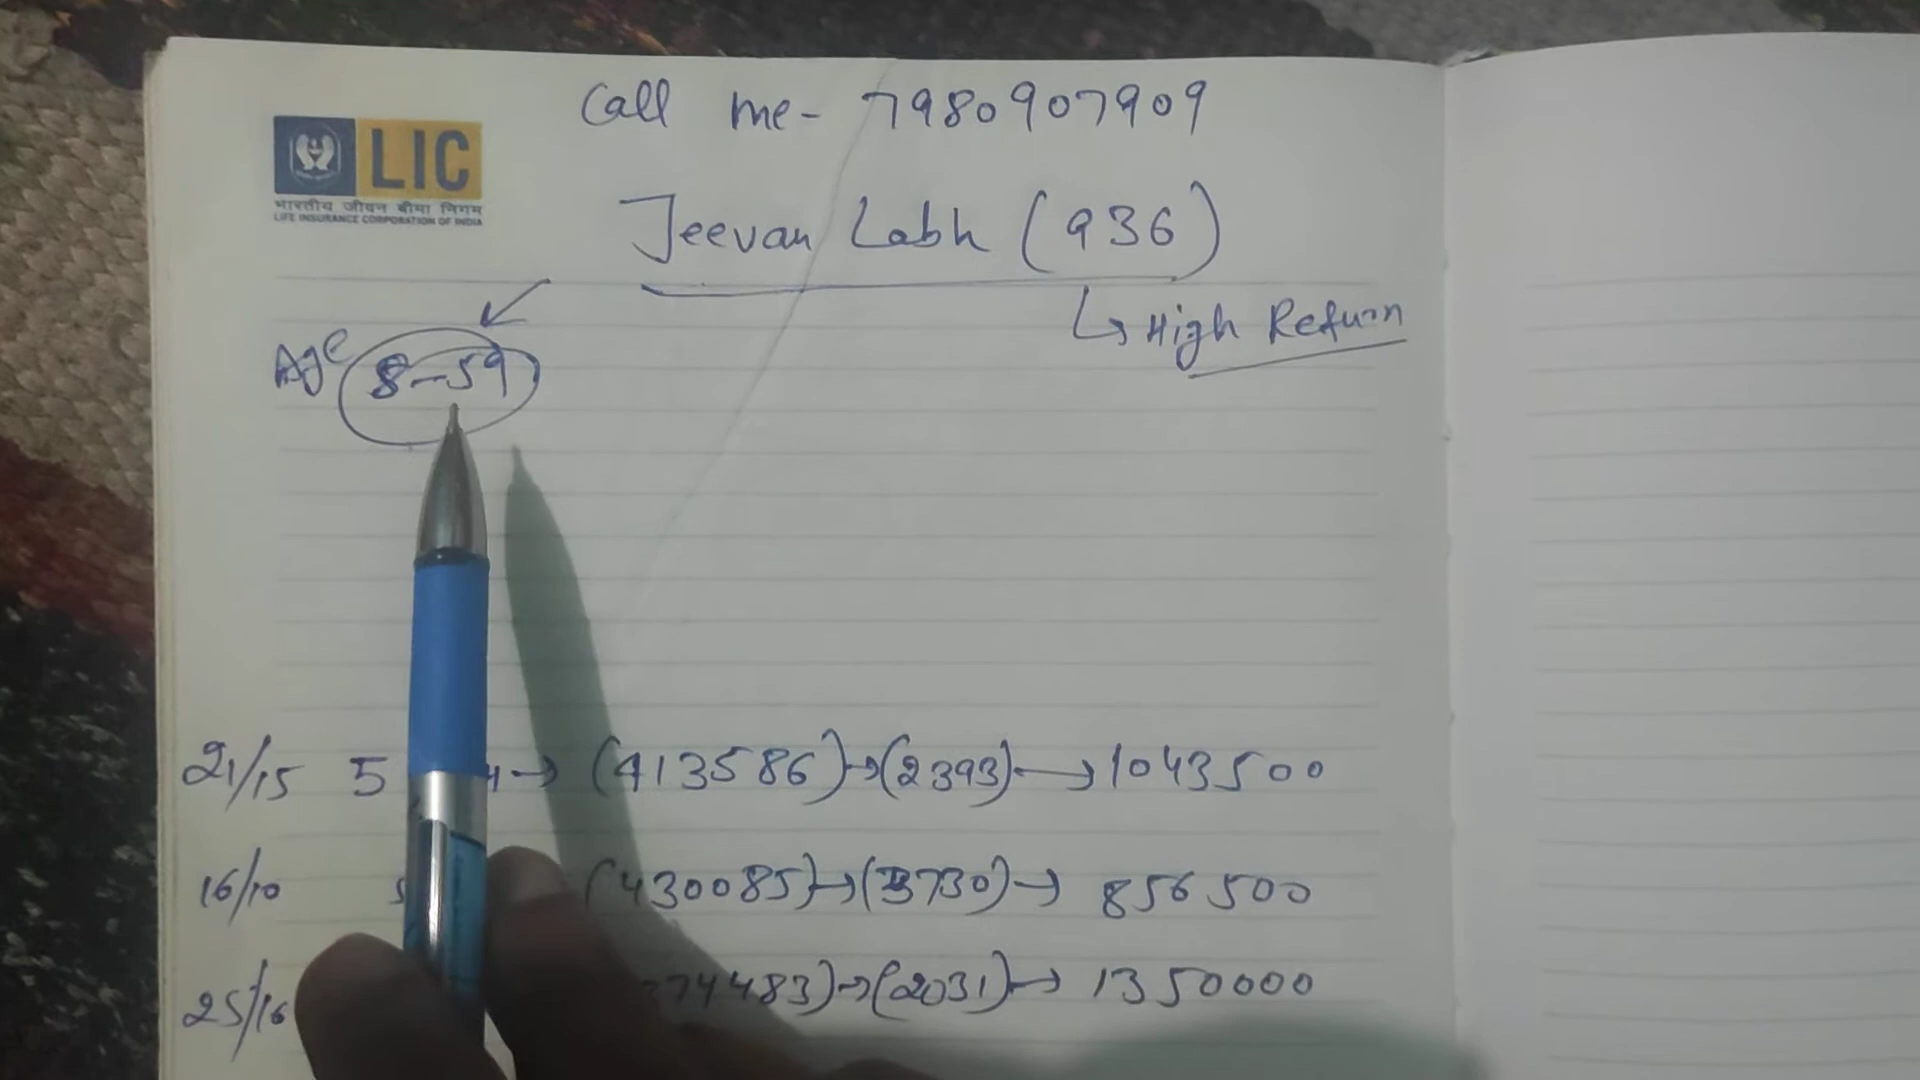 Call me- 7980907909
LIC
भारतीय जीवन बीमा निगम
LIFE INSURANCE CORPORATION OF INDIA
Jeevan Labh (936)
↳ High Return
Age 8-59
21/15 5 → (413586)→(2393)→1043500
16/10 (430085)→(3730)→ 856500
25/16 74483)→(2031)→ 1350000